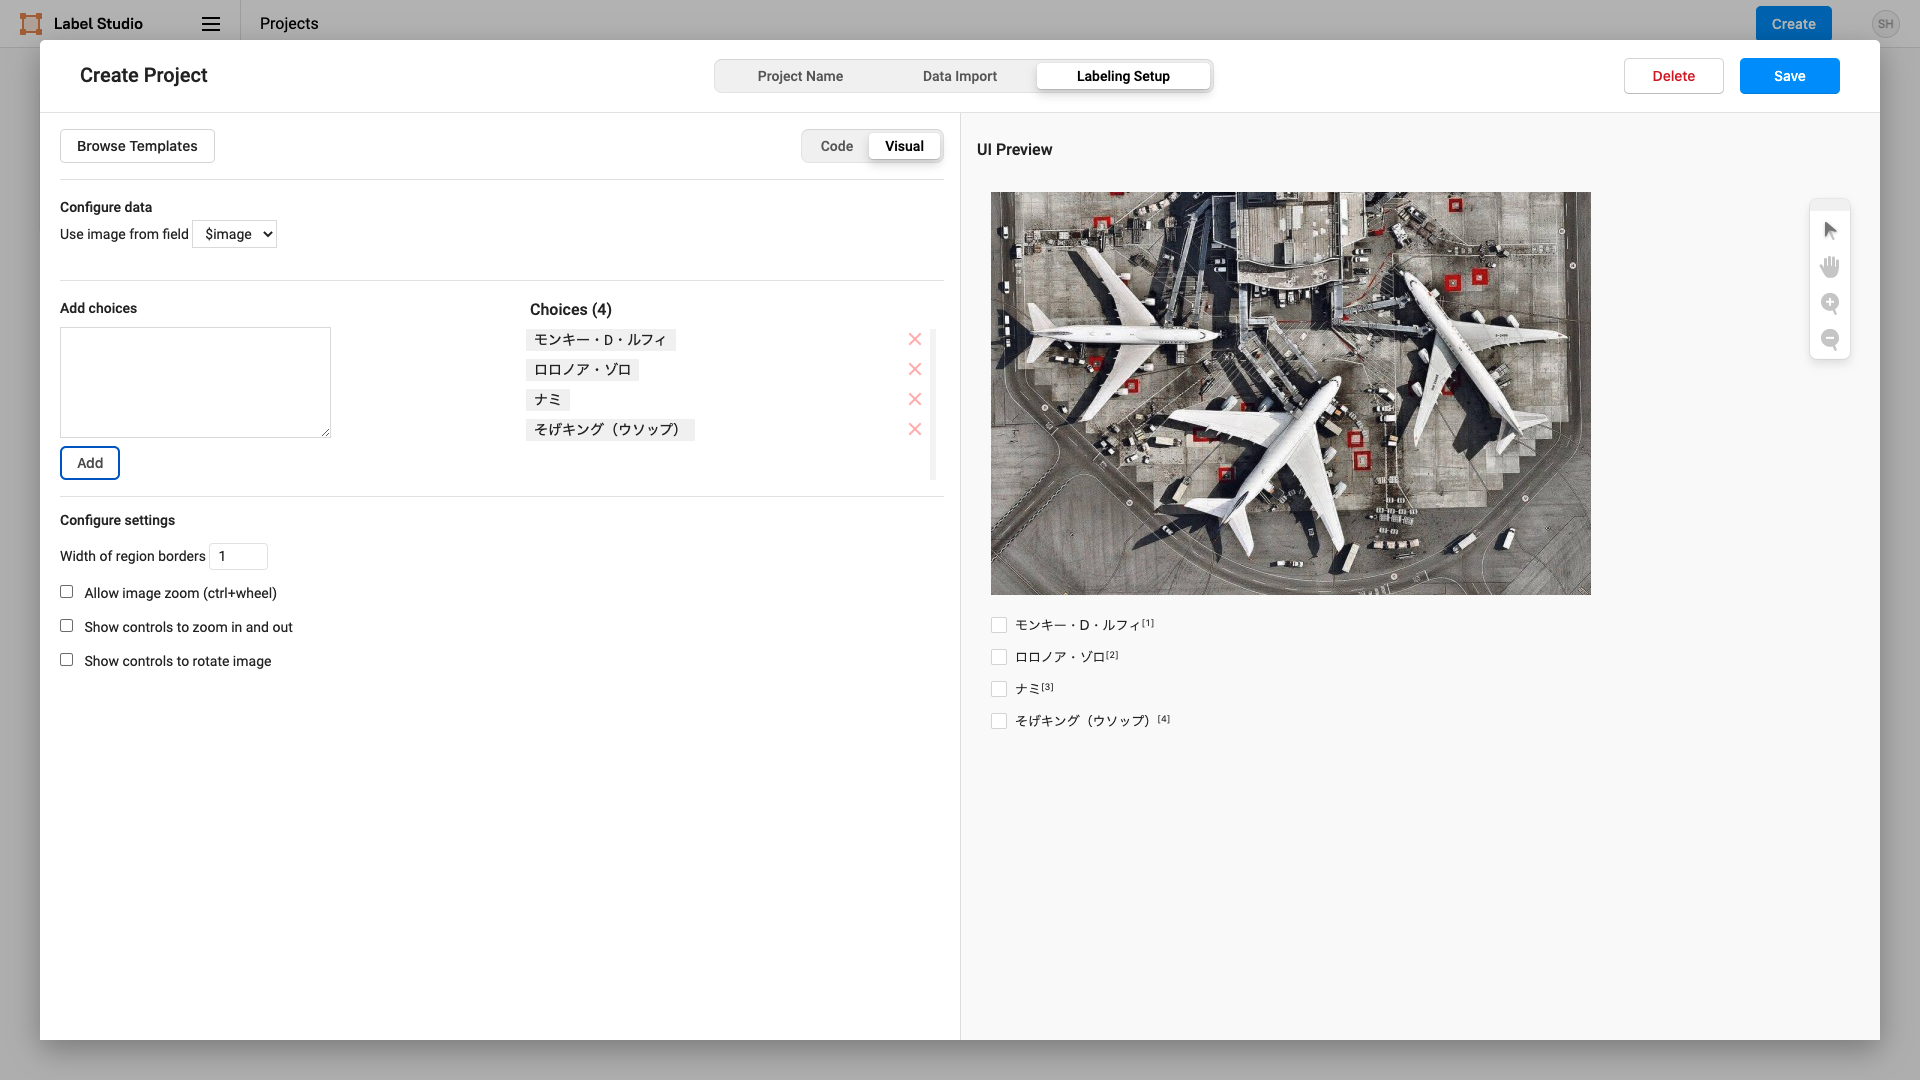 Label Studio
Projects
Create
SH
Create Project
Project Name
Data Import
Labeling Setup
Delete
Save
Browse Templates
Code
Visual
UI Preview
Configure data
Use image from field $image
Add choices
Choices (4)
モンキー・D・ルフィ
ロロノア・ゾロ
ナミ
そげキング（ウソップ）
Add
Configure settings
Width of region borders 1
Allow image zoom (ctrl+wheel)
Show controls to zoom in and out
Show controls to rotate image
モンキー・D・ルフィ[1]
ロロノア・ゾロ[2]
ナミ[3]
そげキング（ウソップ）[4]